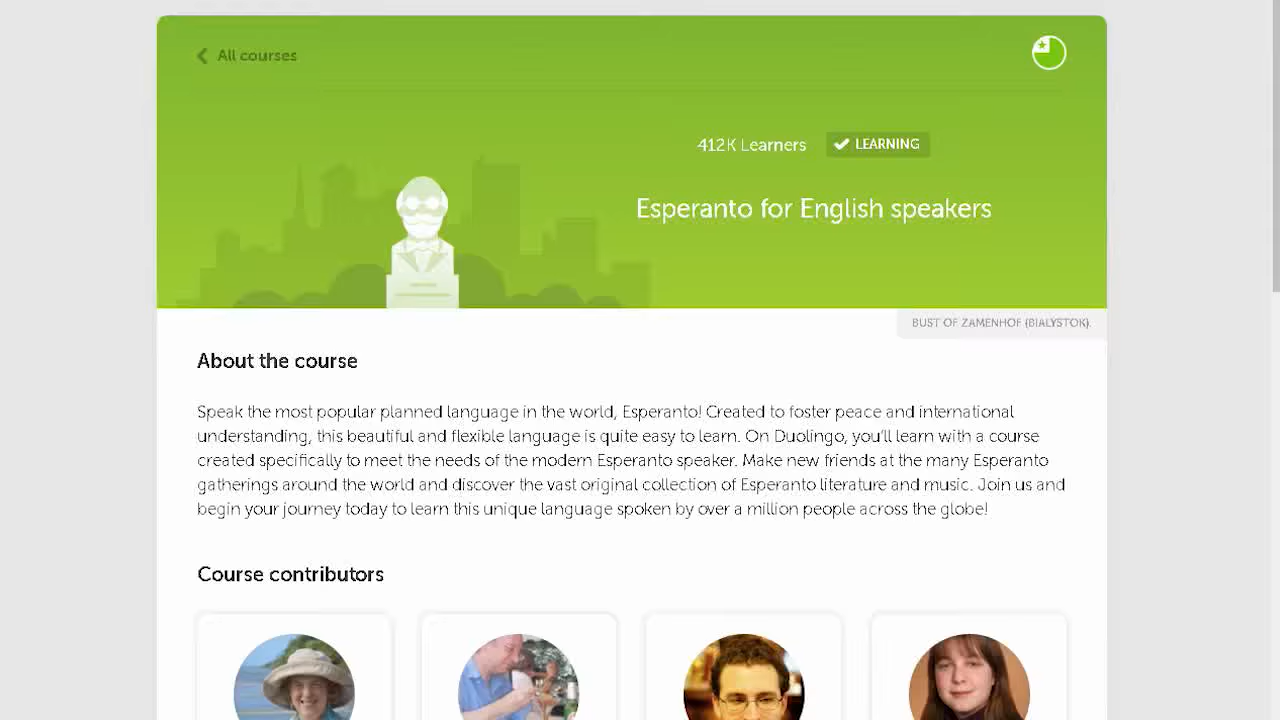 All courses
412K Learners
LEARNING
Esperanto for English speakers
BUST OF ZAMENHOF (BIALYSTOK).
About the course
Speak the most popular planned language in the world, Esperanto! Created to foster peace and international
understanding, this beautiful and flexible language is quite easy to learn. On Duolingo, you'll learn with a course
created specifically to meet the needs of the modern Esperanto speaker. Make new friends at the many Esperanto
gatherings around the world and discover the vast original collection of Esperanto literature and music. Join us and
begin your journey today to learn this unique language spoken by over a million people across the globe!
Course contributors